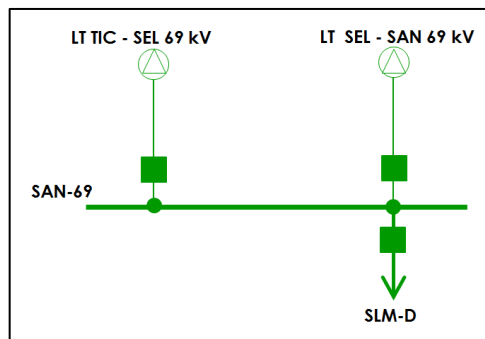 LT TIC - SEL 69 kV
LT SEL - SAN 69 kV
SAN-69
SLM-D